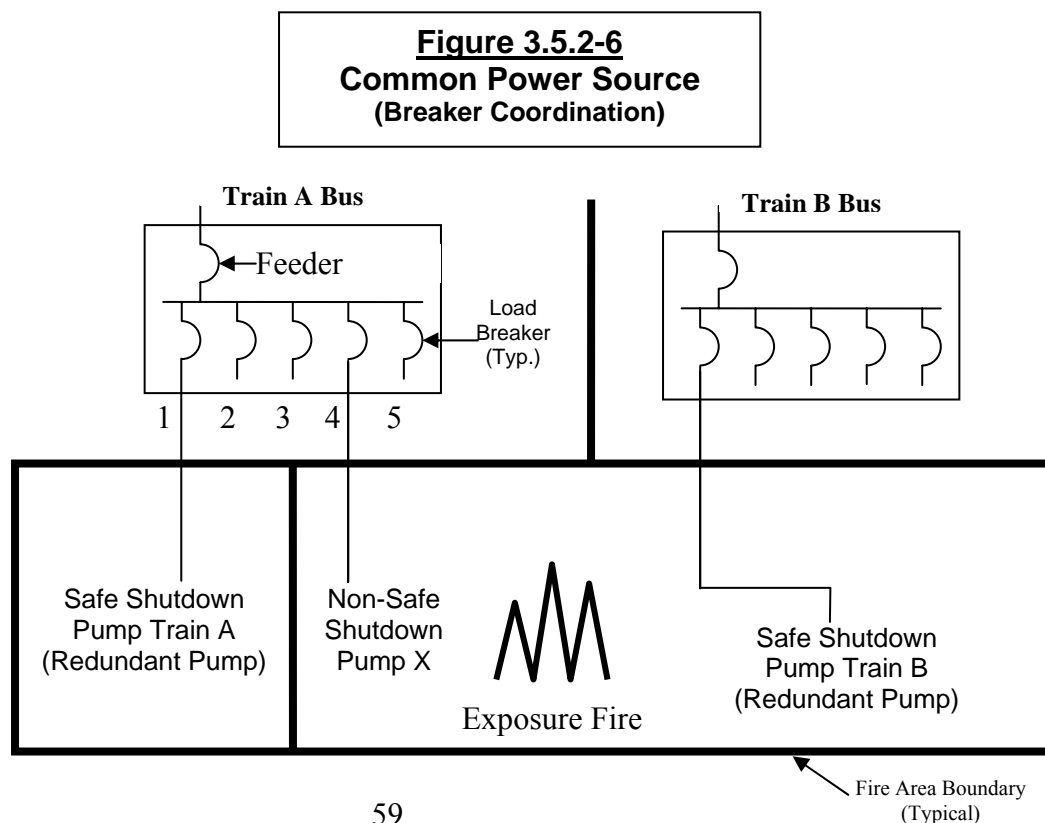 Figure 3.5.2-6
Common Power Source
(Breaker Coordination)
Train A Bus
Train B Bus
Feeder
Load
Breaker
(Typ.)
1 2 3 4 5
Safe Shutdown
Pump Train A
(Redundant Pump)
Non-Safe
Shutdown
Pump X
Exposure Fire
Safe Shutdown
Pump Train B
(Redundant Pump)
Fire Area Boundary
(Typical)
59